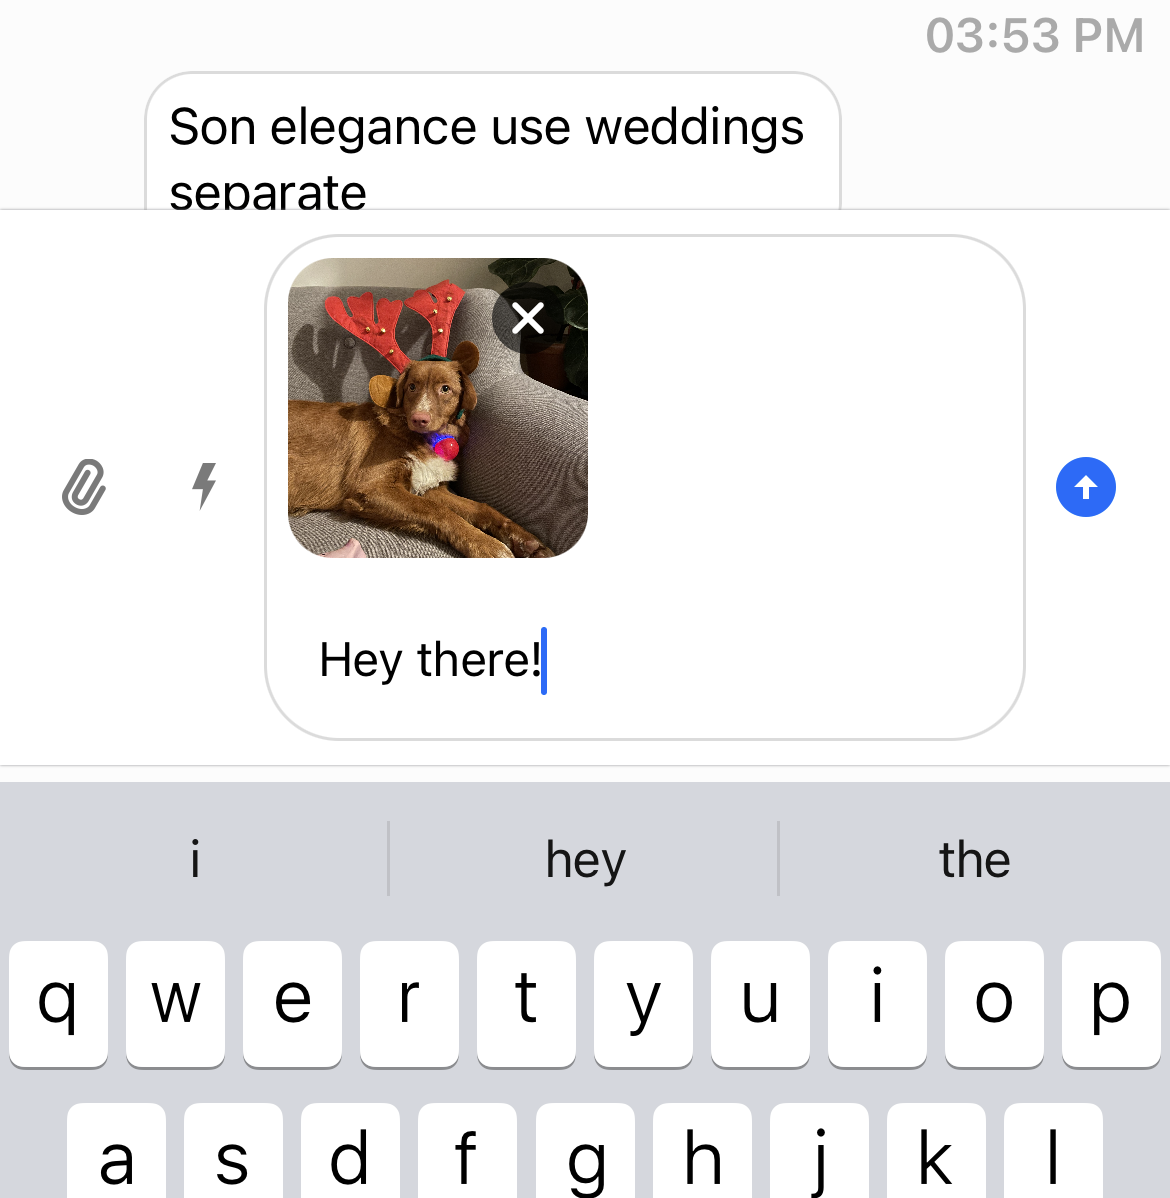 03:53 PM
Son elegance use weddings
separate
Hey there!
i hey the
q w e r t y u i o p
a s d f g h j k l